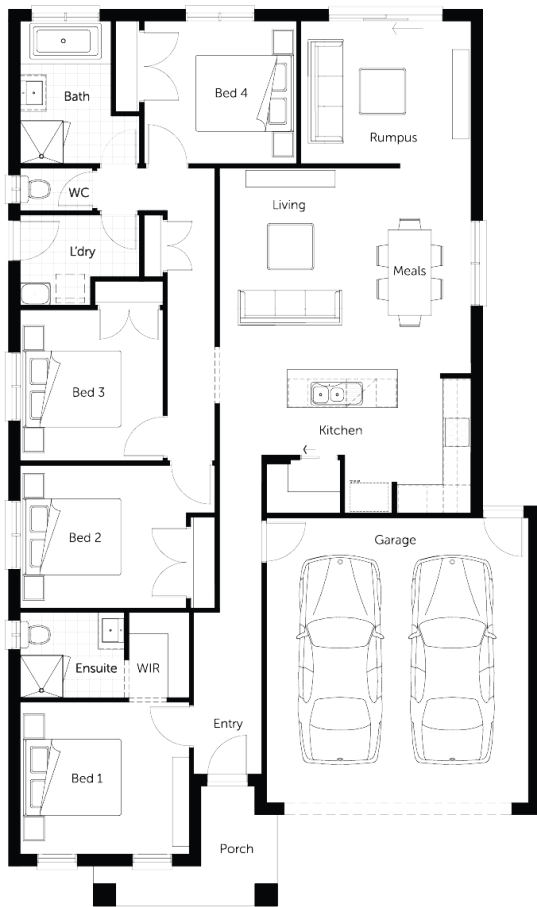 Bath
Bed 4
Rumpus
WC
Living
L'dry
Meals
Bed 3
Kitchen
Bed 2
Garage
Ensuite
WIR
Entry
Bed 1
Porch